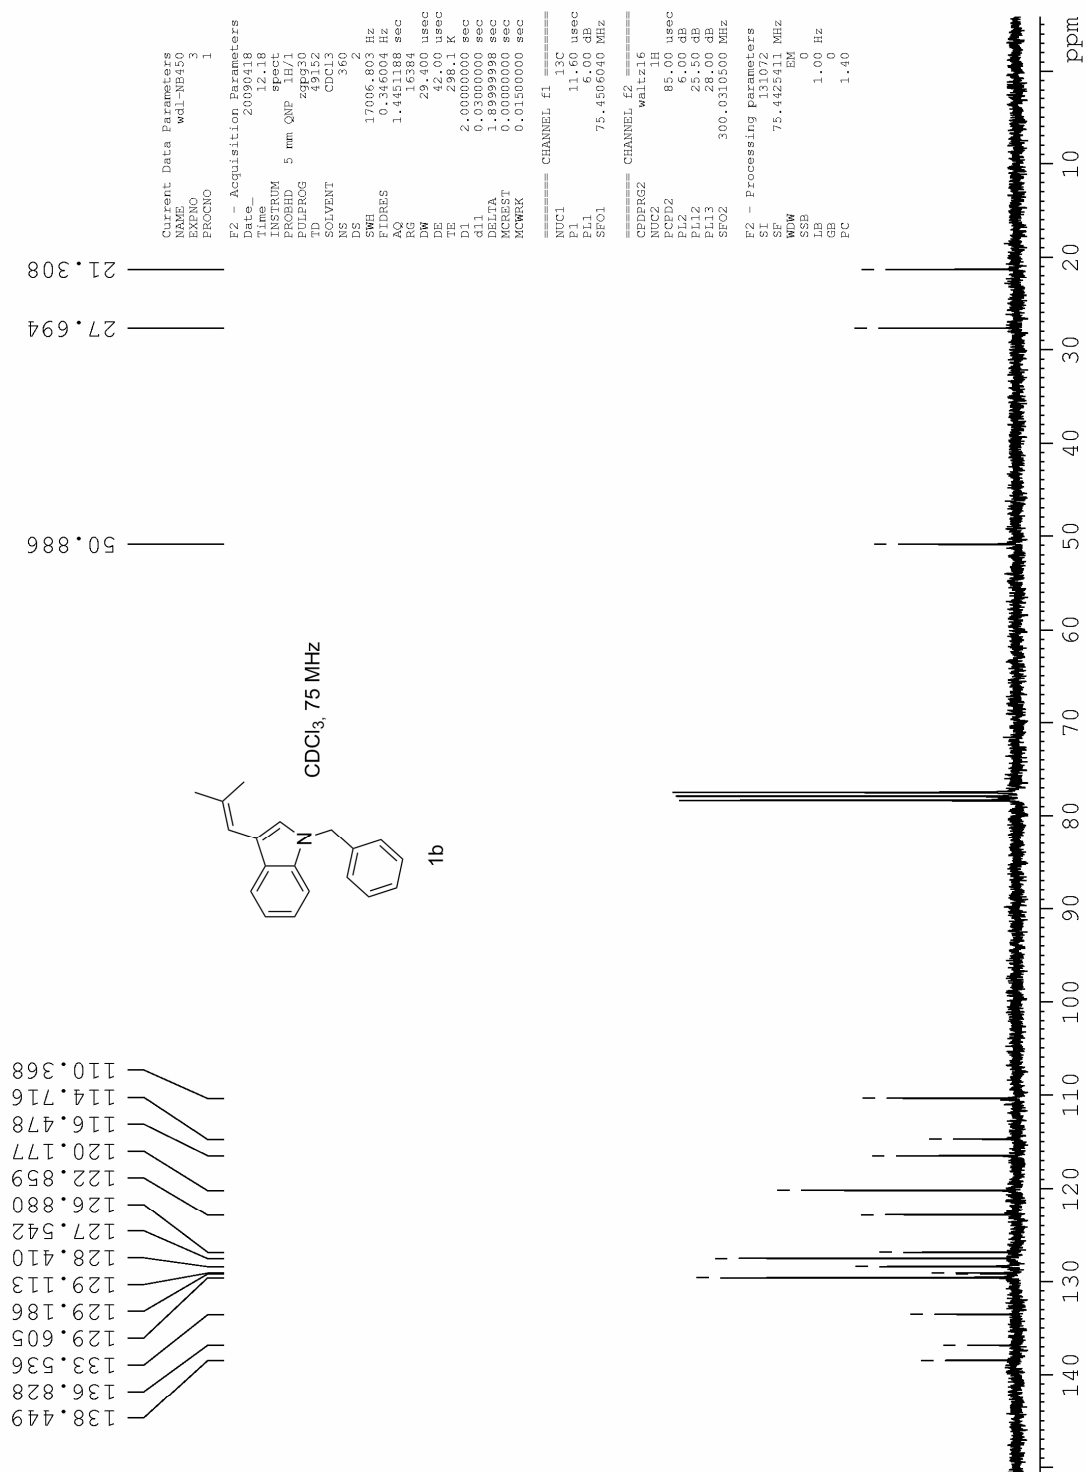 Current Data Parameters
NAME wdl-NB450
EXPNO 3
PROCNO 1
F2 - Acquisition Parameters
Date_ 20090418
Time 12.18
INSTRUM spect
PROBHD 5 mm QNP 1H/1
PULPROG zgpg30
TD 49152
SOLVENT CDCl3
NS 360
DS 2
SWH 17006.803 Hz
FIDRES 0.346004 Hz
AQ 1.4451188 sec
RG 16384
DW 29.400 usec
DE 42.00 usec
TE 298.1 K
D1 2.00000000 sec
d11 0.03000000 sec
DELTA 1.89999998 sec
MCREST 0.00000000 sec
MCWRK 0.01500000 sec
======== CHANNEL f1 ========
NUC1 13C
P1 11.60 usec
PL1 6.00 dB
SFO1 75.4506040 MHz
======== CHANNEL f2 ========
CPDPRG2 waltz16
NUC2 1H
PCPD2 85.00 usec
PL2 6.00 dB
PL12 25.50 dB
PL13 28.00 dB
SFO2 300.0310500 MHz
F2 - Processing parameters
SI 131072
SF 75.4425411 MHz
WDW EM
SSB 0
LB 1.00 Hz
GB 0
PC 1.40
138.449
136.828
133.536
129.605
129.186
129.113
128.410
127.542
126.880
122.859
120.177
116.478
114.716
110.368
50.886
27.694
21.308
N
CDCl3, 75 MHz
1b
140 130 120 110 100 90 80 70 60 50 40 30 20 10 ppm